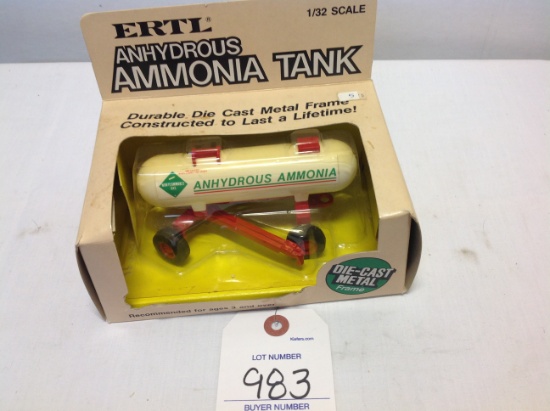 ERTL
1/32 SCALE
ANHYDROUS
AMMONIA TANK
Durable Die Cast Metal Frame
Constructed to Last a Lifetime!
ANHYDROUS AMMONIA
DIE-CAST
METAL
Frame
Recommended for ages 3 and over
LOT NUMBER
983
BUYER NUMBER